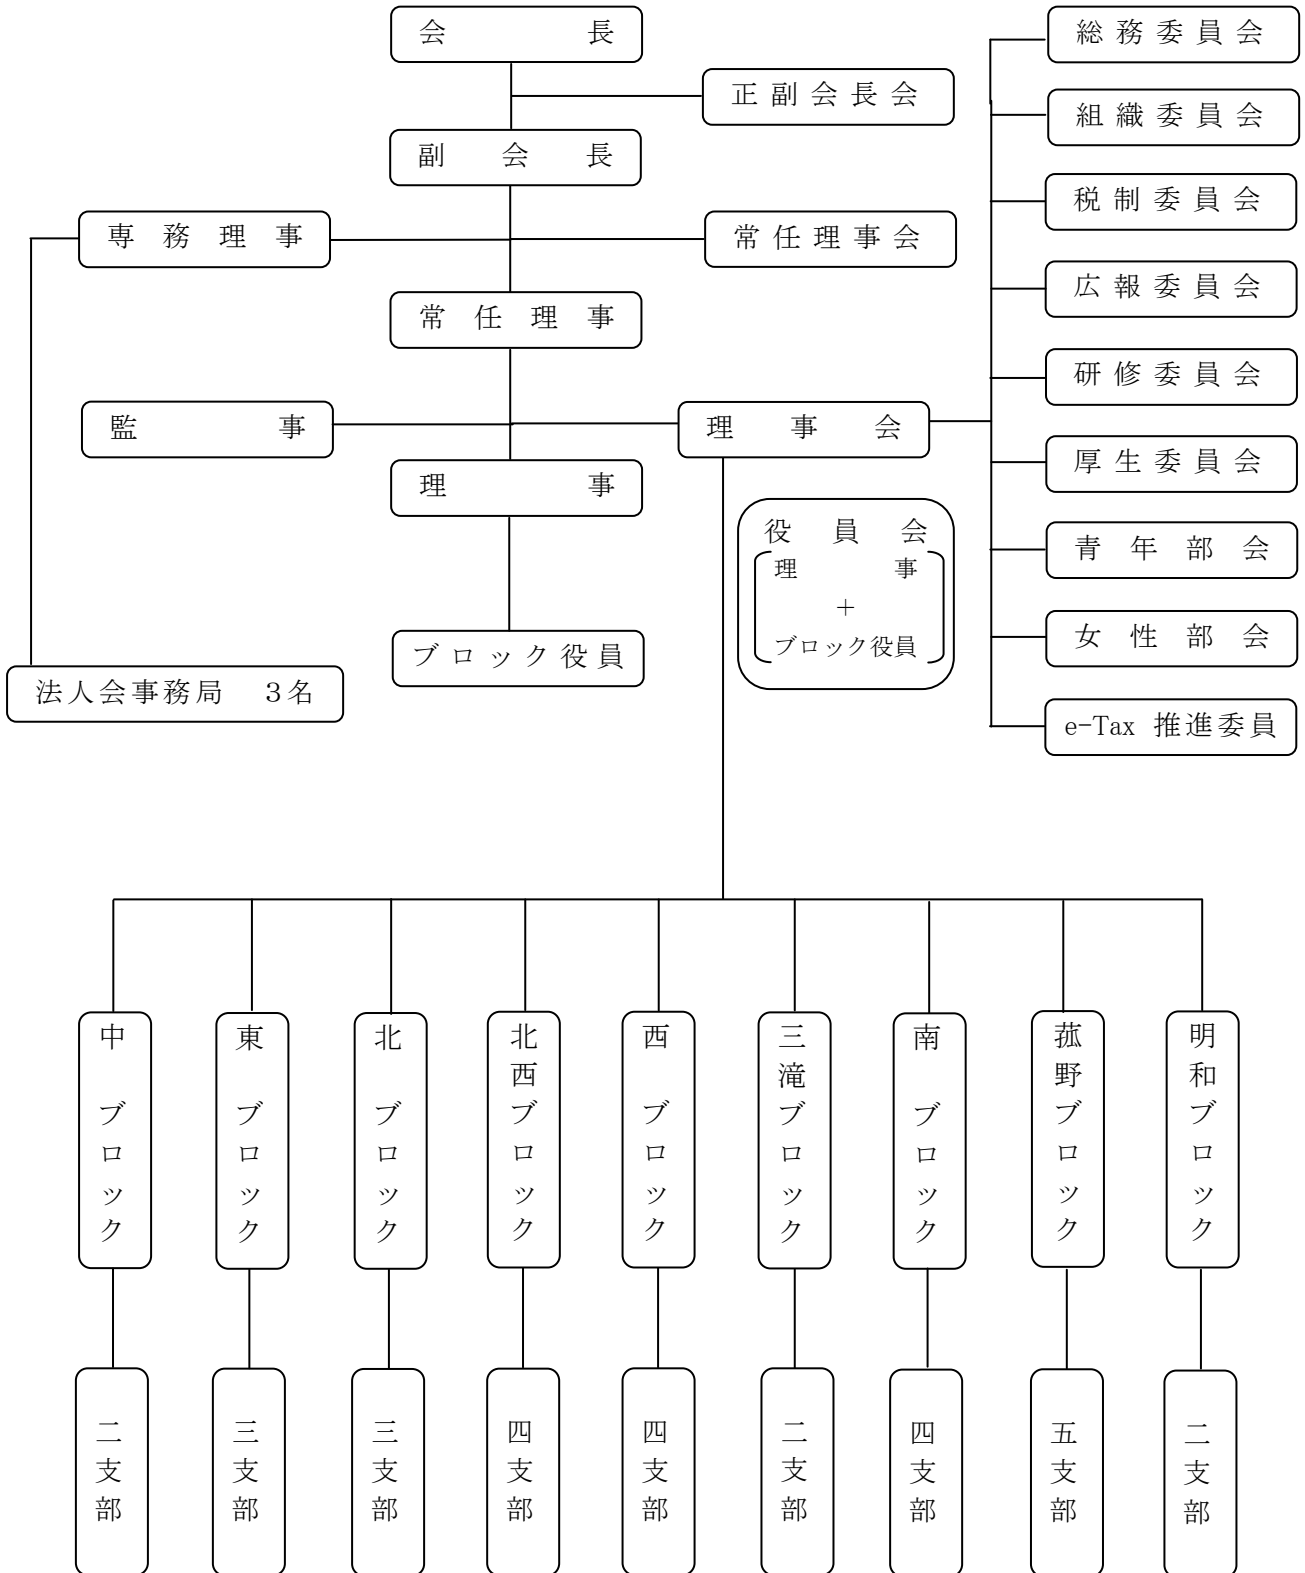 会長
総務委員会
正副会長会
組織委員会
副会長
税制委員会
専務理事
常任理事会
広報委員会
常任理事
研修委員会
監事
理事会
厚生委員会
理事
役員会
理事
+
ブロック役員
青年部会
女性部会
ブロック役員
法人会事務局 3名
e-Tax 推進委員
中 ブロック
東 ブロック
北 ブロック
北西ブロック
西 ブロック
三滝ブロック
南 ブロック
菰野ブロック
明和ブロック
二支部
三支部
三支部
四支部
四支部
二支部
四支部
五支部
二支部